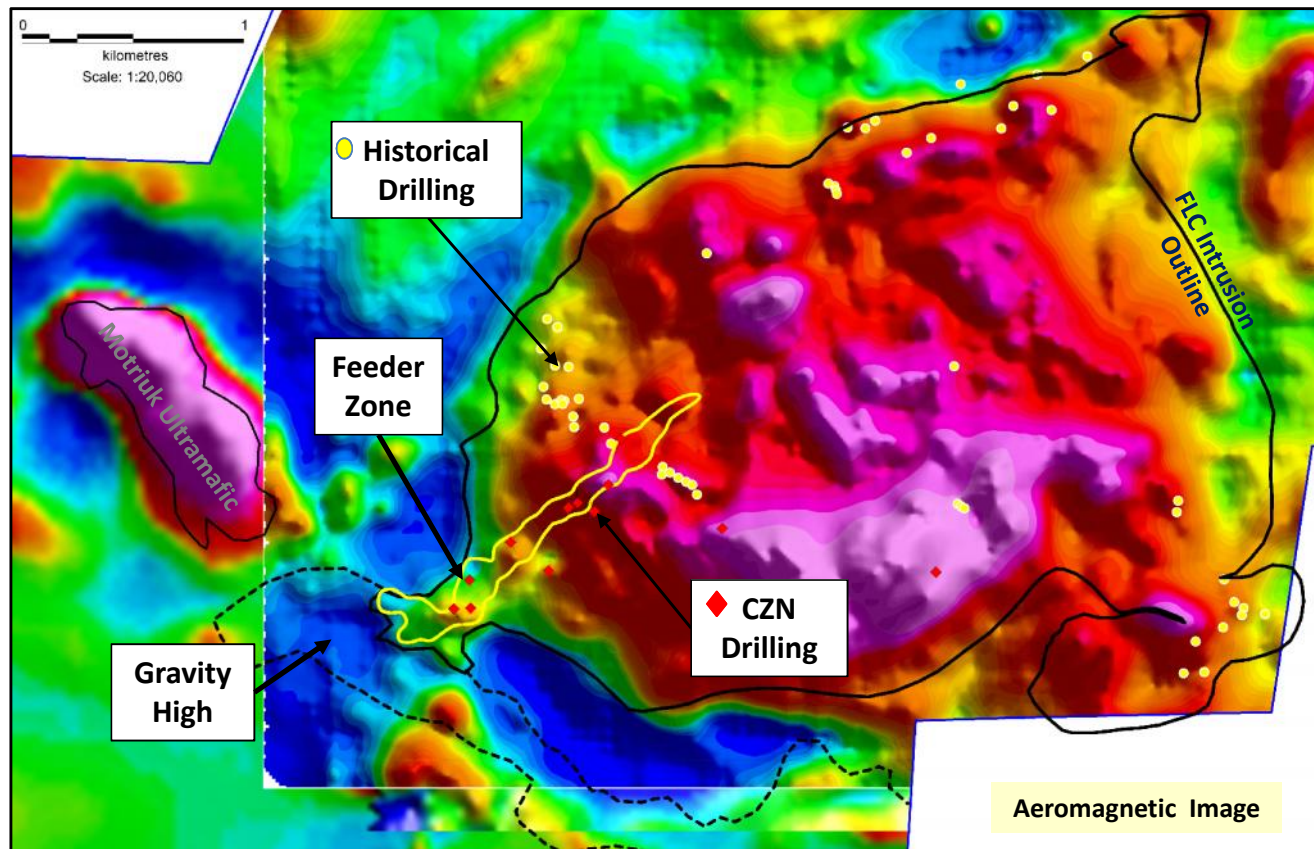 0 1
kilometres
Scale: 1:20,060
Historical
Drilling
FLC Intrusion
Outline
Motriuk Ultramafic
Feeder
Zone
CZN
Drilling
Gravity
High
Aeromagnetic Image